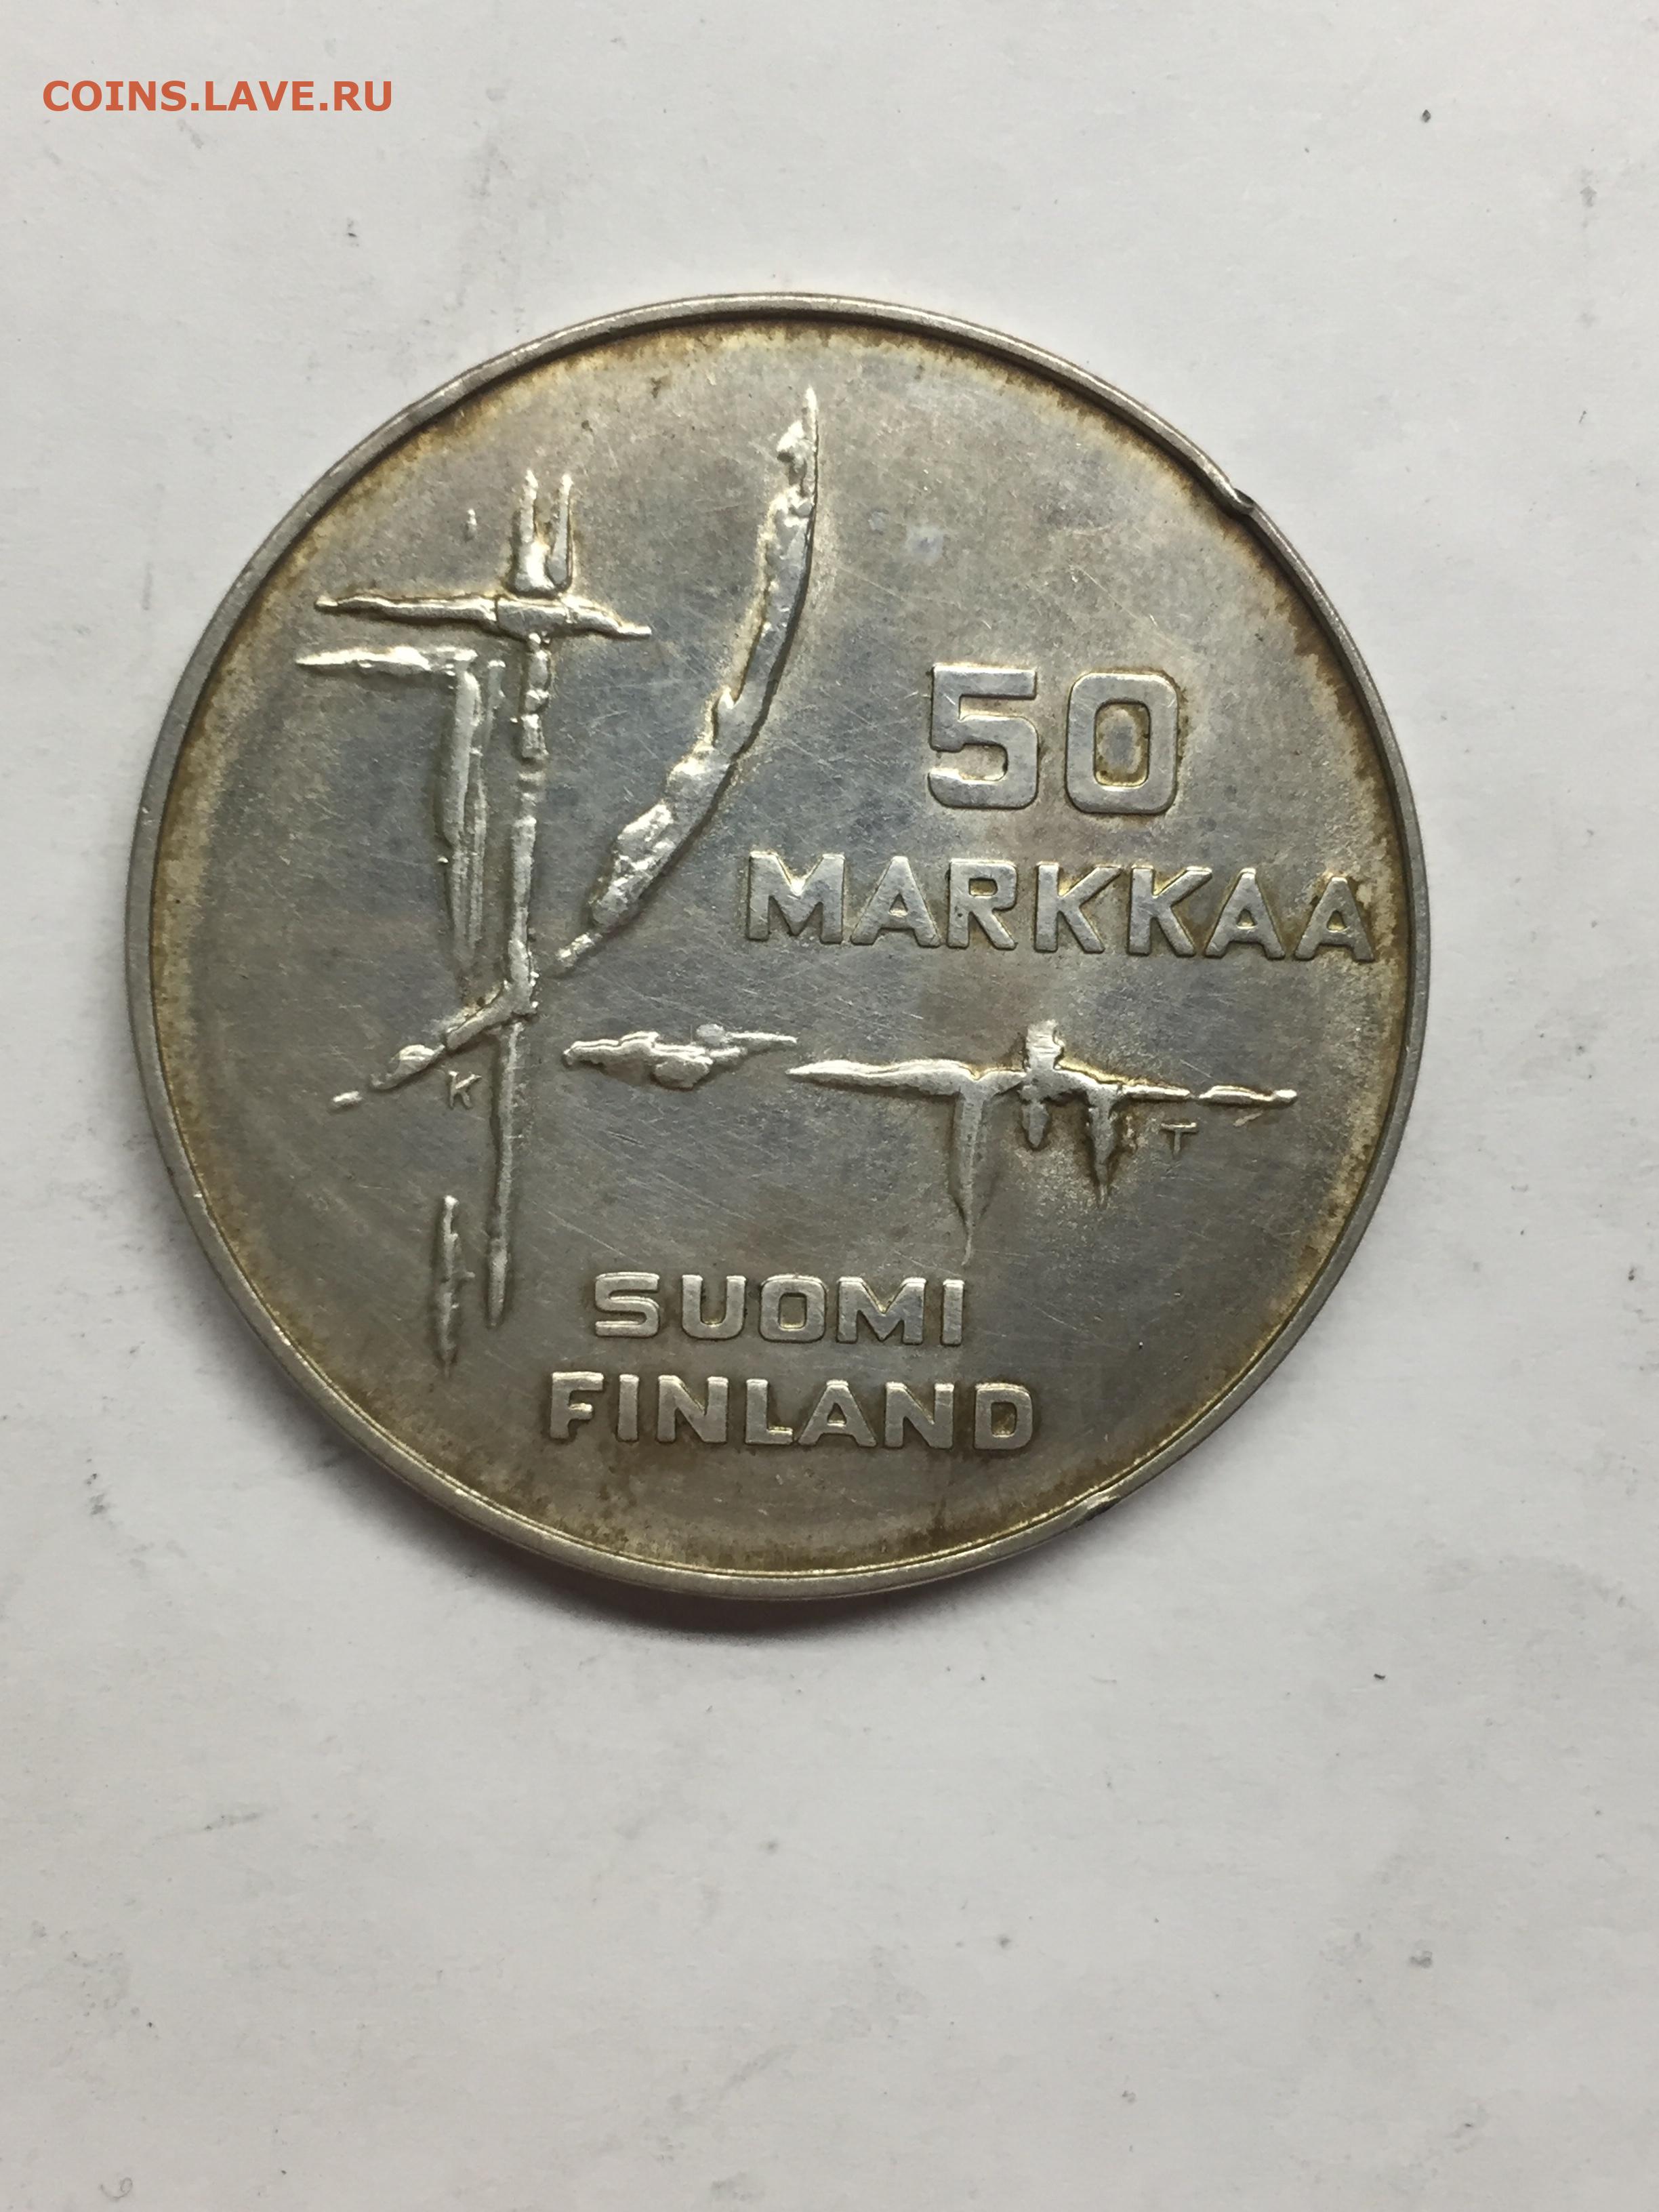 COINS.LAVE.RU
50
MARKKAA
K
T
SUOMI
FINLAND